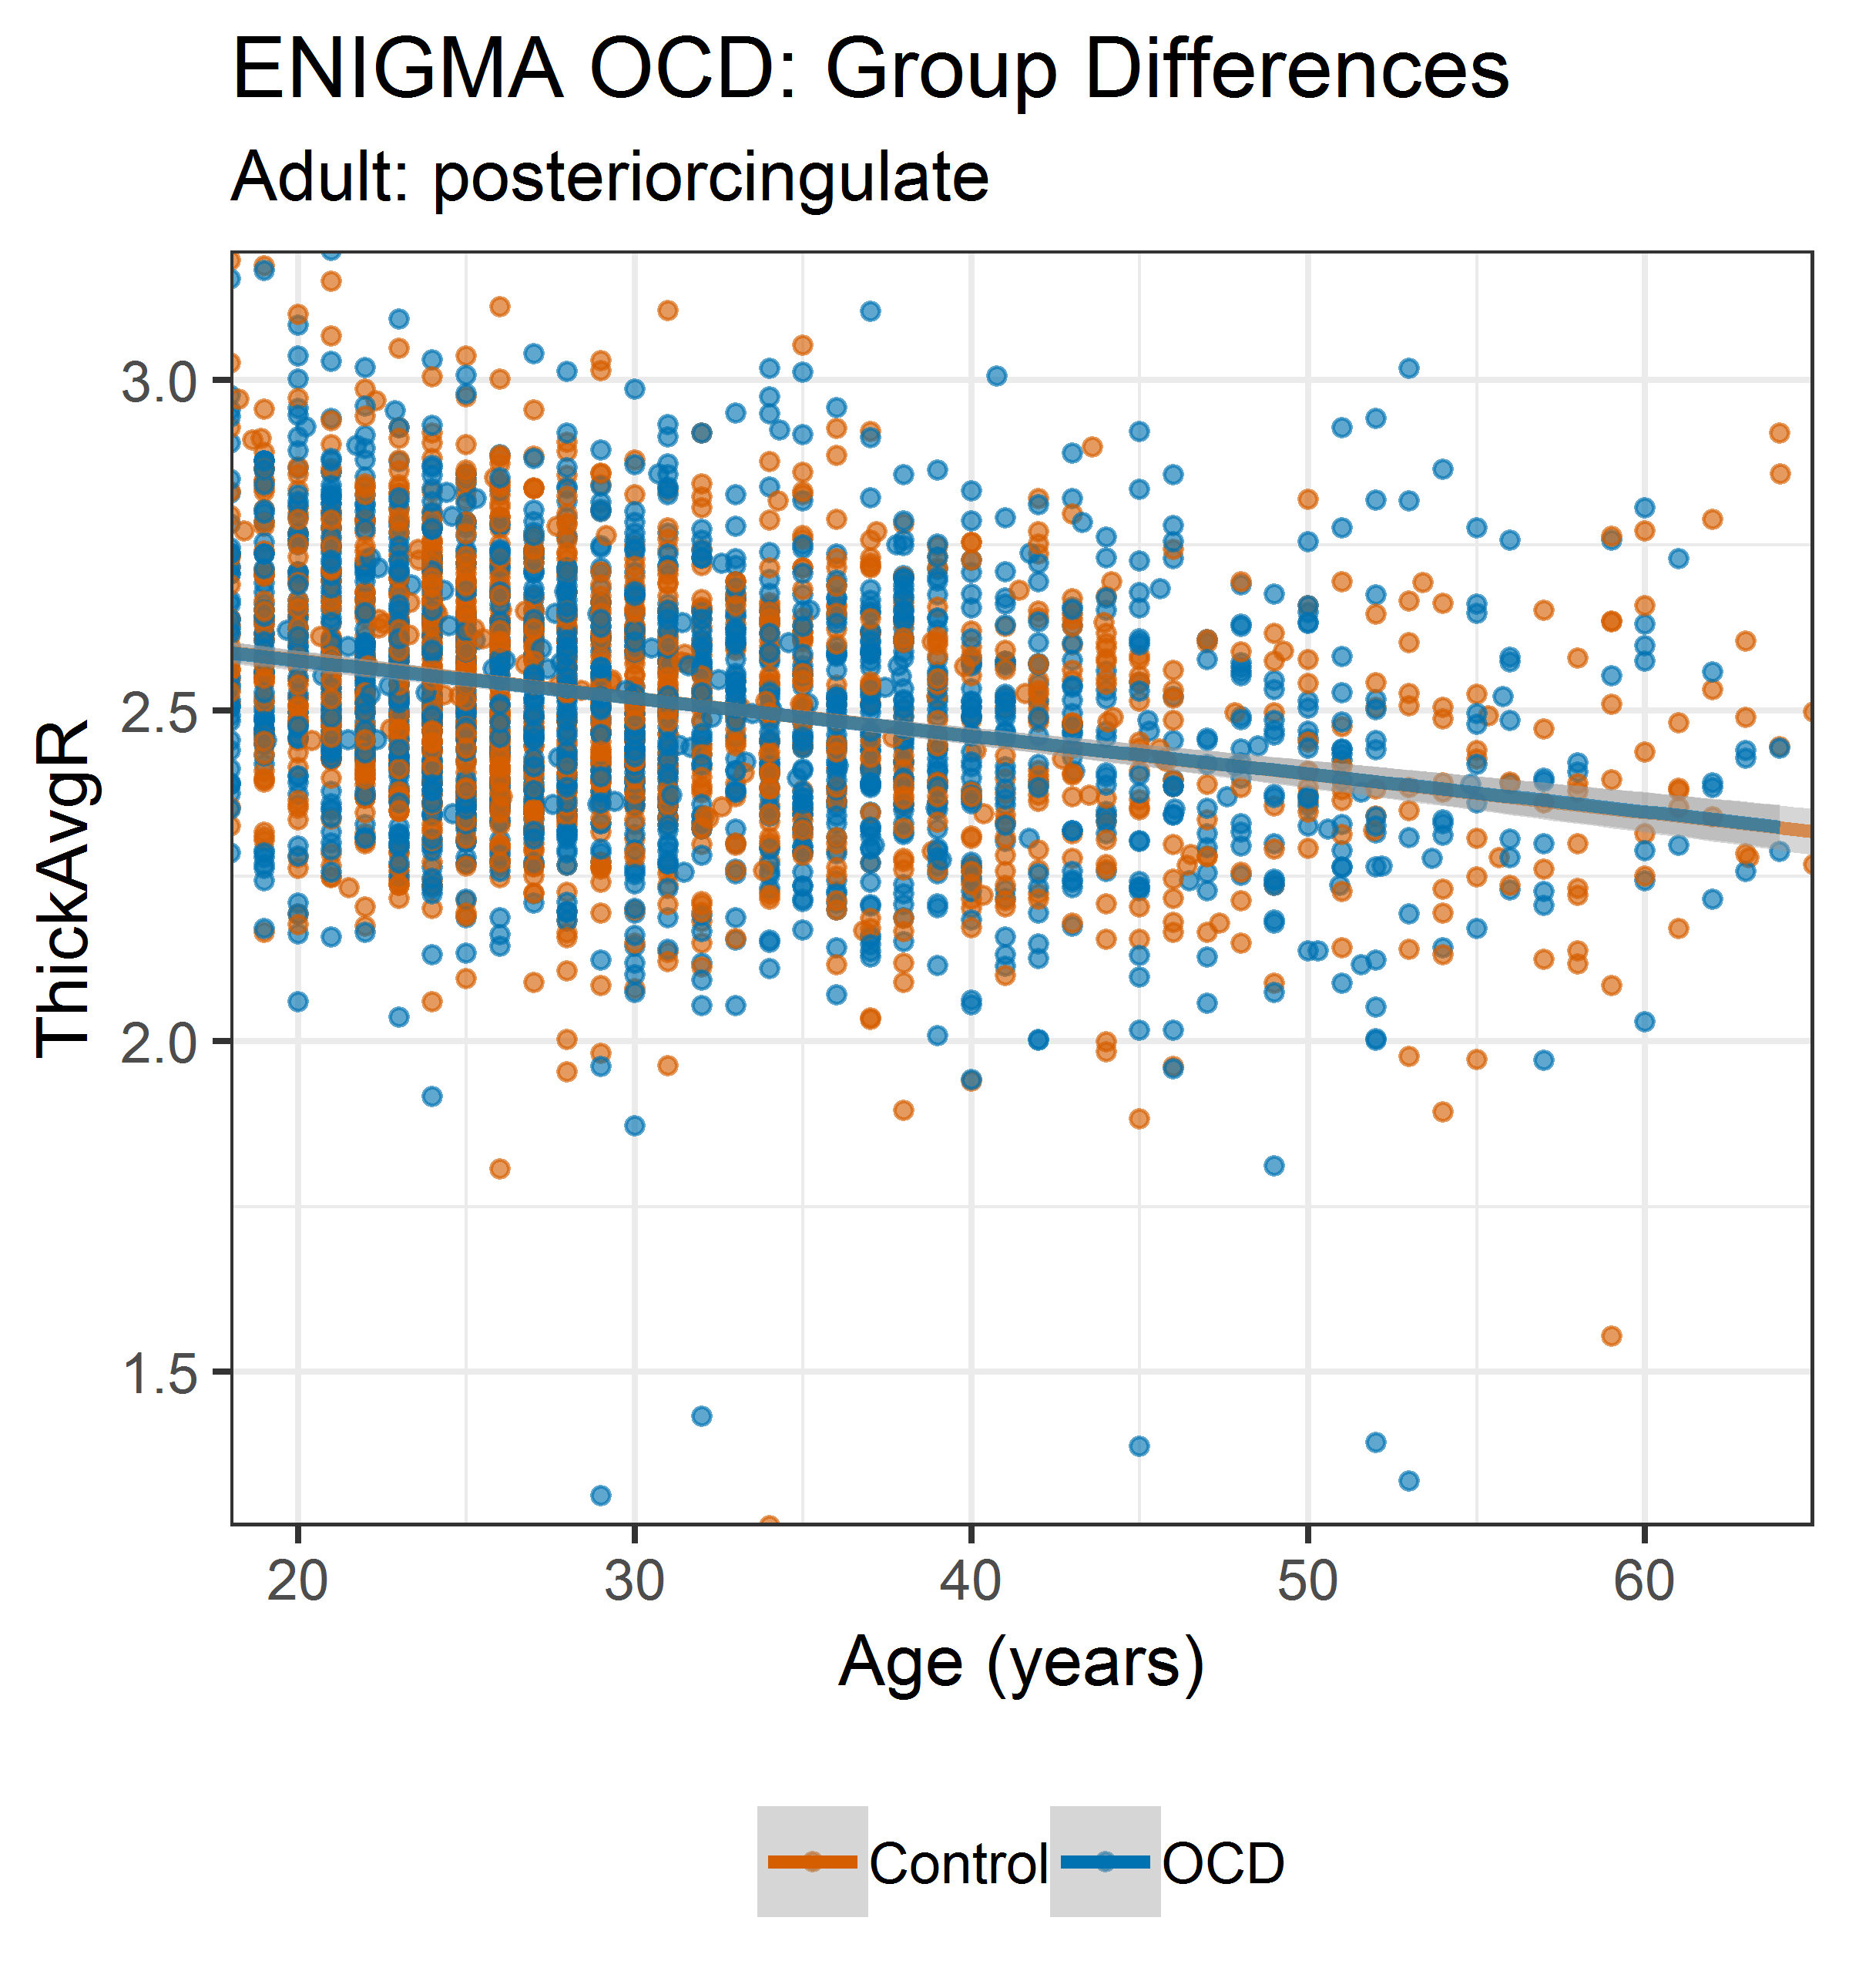 ENIGMA OCD: Group Differences
Adult: posteriorcingulate
ThickAvgR
3.0
2.5
2.0
1.5
20 30 40 50 60
Age (years)
Control OCD